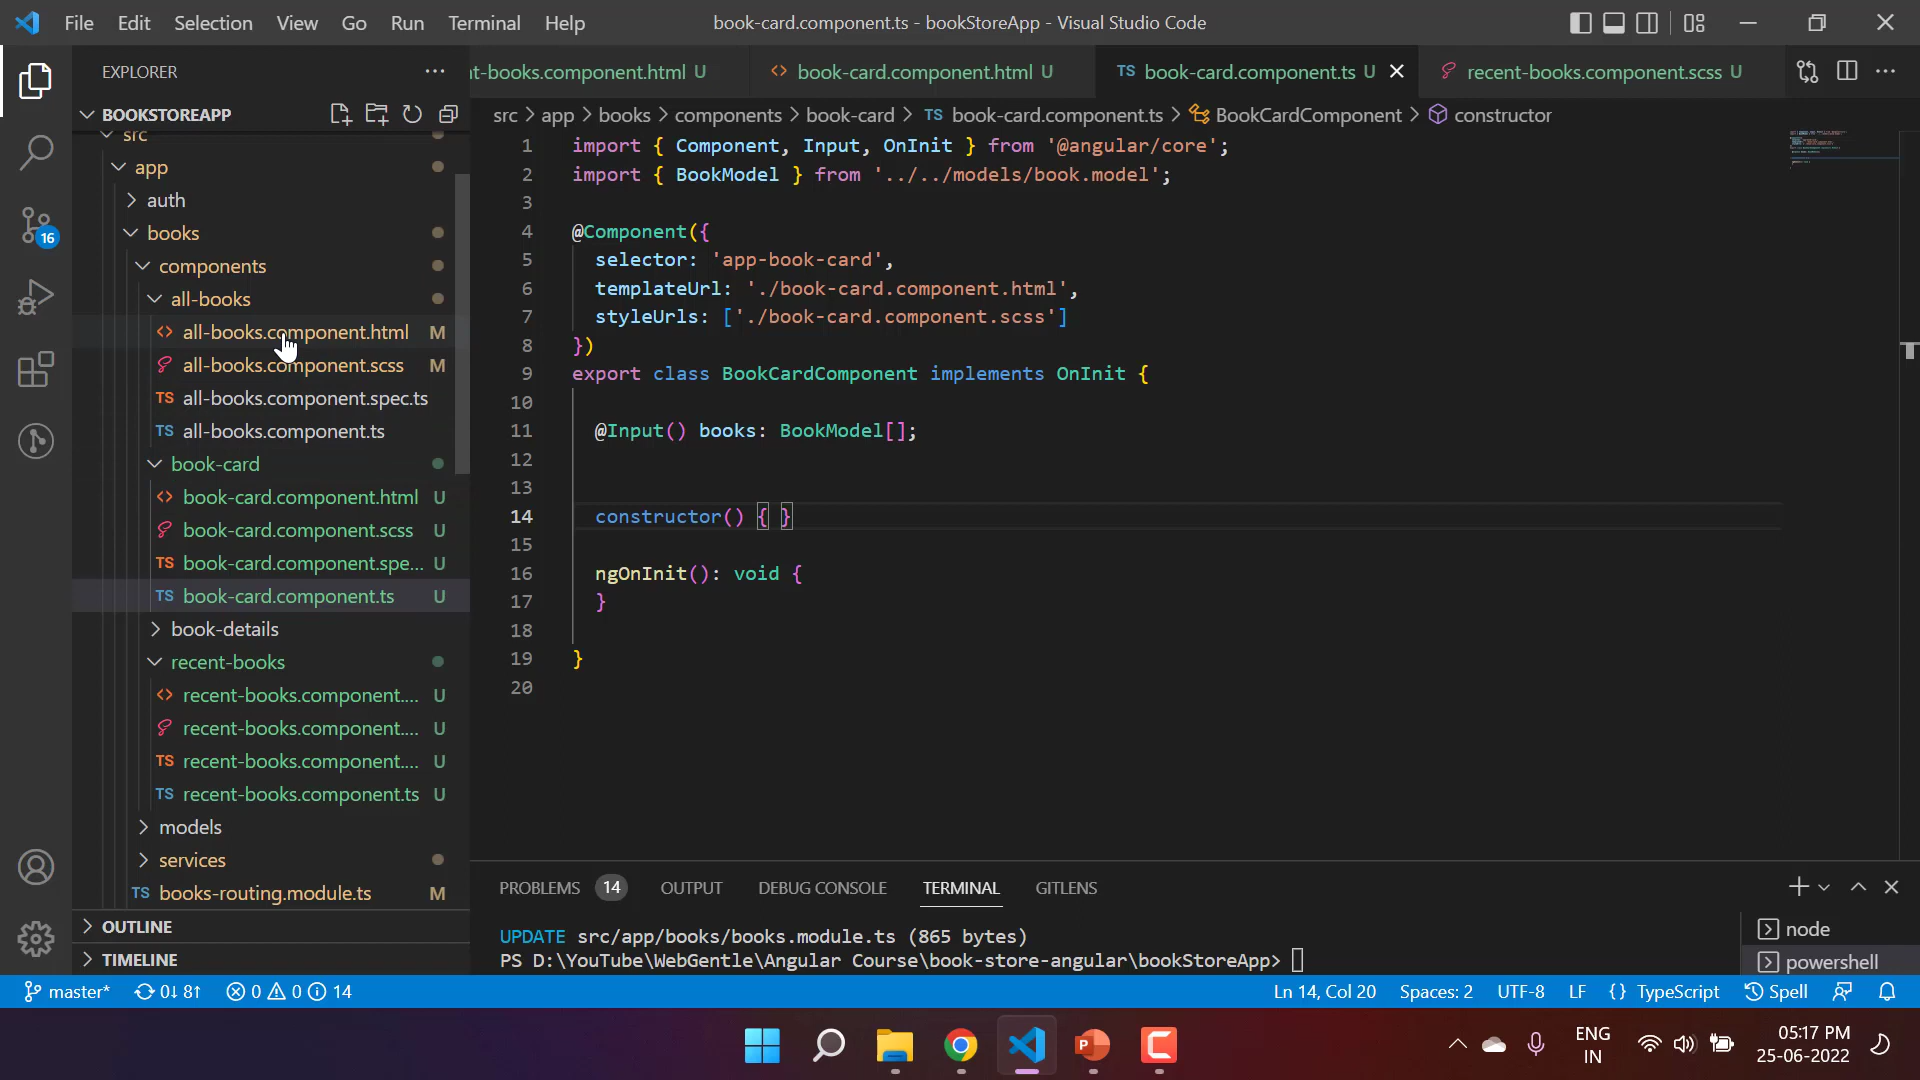 File Edit Selection View Go Run Terminal Help
book-card.component.ts - bookStoreApp - Visual Studio Code
EXPLORER
t-books.component.html U
book-card.component.html U
TS book-card.component.ts U
recent-books.component.scss U
BOOKSTOREAPP
src > app > books > components > book-card > TS book-card.component.ts > BookCardComponent > constructor
src
app
auth
books
components
all-books
all-books.component.html M
all-books.component.scss M
TS all-books.component.spec.ts
TS all-books.component.ts
book-card
book-card.component.html U
book-card.component.scss U
TS book-card.component.spe... U
TS book-card.component.ts U
book-details
recent-books
recent-books.component.... U
recent-books.component.... U
TS recent-books.component.... U
TS recent-books.component.ts U
models
services
TS books-routing.module.ts M
OUTLINE
TIMELINE
16
1 import { Component, Input, OnInit } from '@angular/core';
2 import { BookModel } from '../../models/book.model';
3
4 @Component({
5 selector: 'app-book-card',
6 templateUrl: './book-card.component.html',
7 styleUrls: ['./book-card.component.scss']
8 })
9 export class BookCardComponent implements OnInit {
10
11 @Input() books: BookModel[];
12
13
14 constructor() { }
15
16 ngOnInit(): void {
17 }
18
19 }
20
PROBLEMS 14 OUTPUT DEBUG CONSOLE TERMINAL GITLENS
UPDATE src/app/books/books.module.ts (865 bytes)
PS D:\YouTube\WebGentle\Angular Course\book-store-angular\bookStoreApp>
node
powershell
master* 0↓ 8↑ 0 0 14
Ln 14, Col 20 Spaces: 2 UTF-8 LF {} TypeScript Spell
P
C
ENG
IN
05:17 PM
25-06-2022